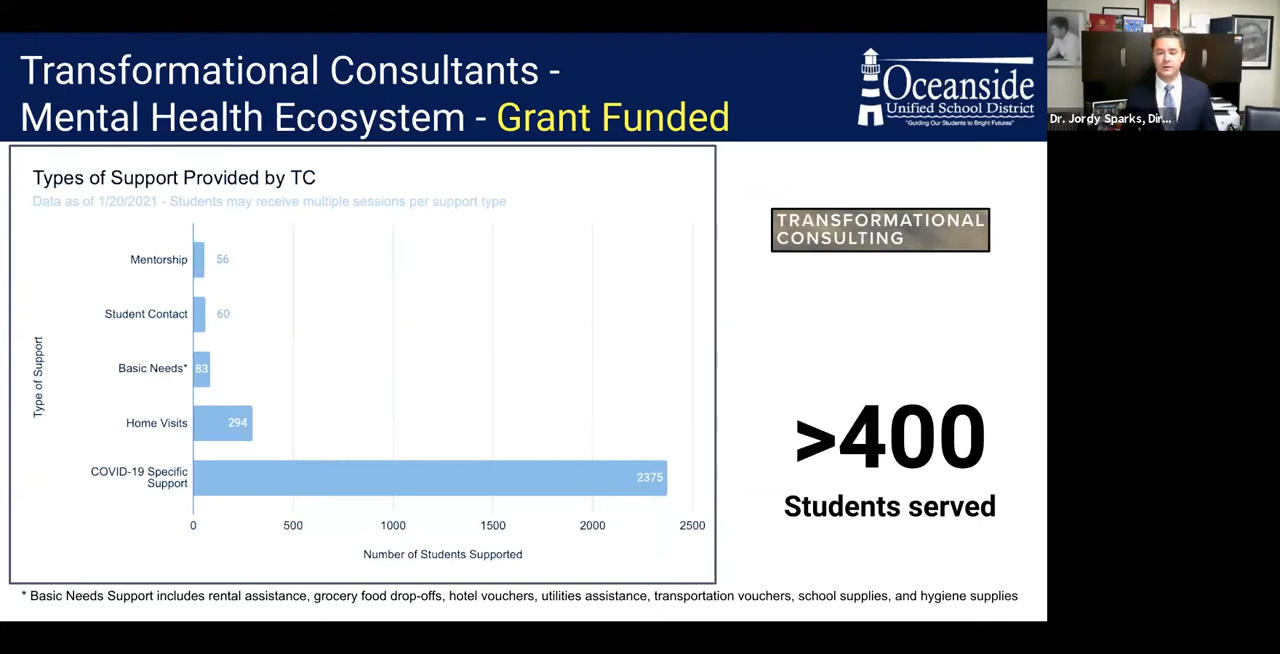 Transformational Consultants -
Mental Health Ecosystem - Grant Funded
Oceanside
Unified School District
"Guiding Our Students to Bright Futures"
Dr. Jordy Sparks, Dir...
Types of Support Provided by TC
Data as of 1/20/2021 - Students may receive multiple sessions per support type
Type of Support
Mentorship
56
Student Contact
60
Basic Needs*
83
Home Visits
294
COVID-19 Specific
Support
2375
0
500
1000
1500
2000
2500
Number of Students Supported
TRANSFORMATIONAL
CONSULTING
>400
Students served
* Basic Needs Support includes rental assistance, grocery food drop-offs, hotel vouchers, utilities assistance, transportation vouchers, school supplies, and hygiene supplies